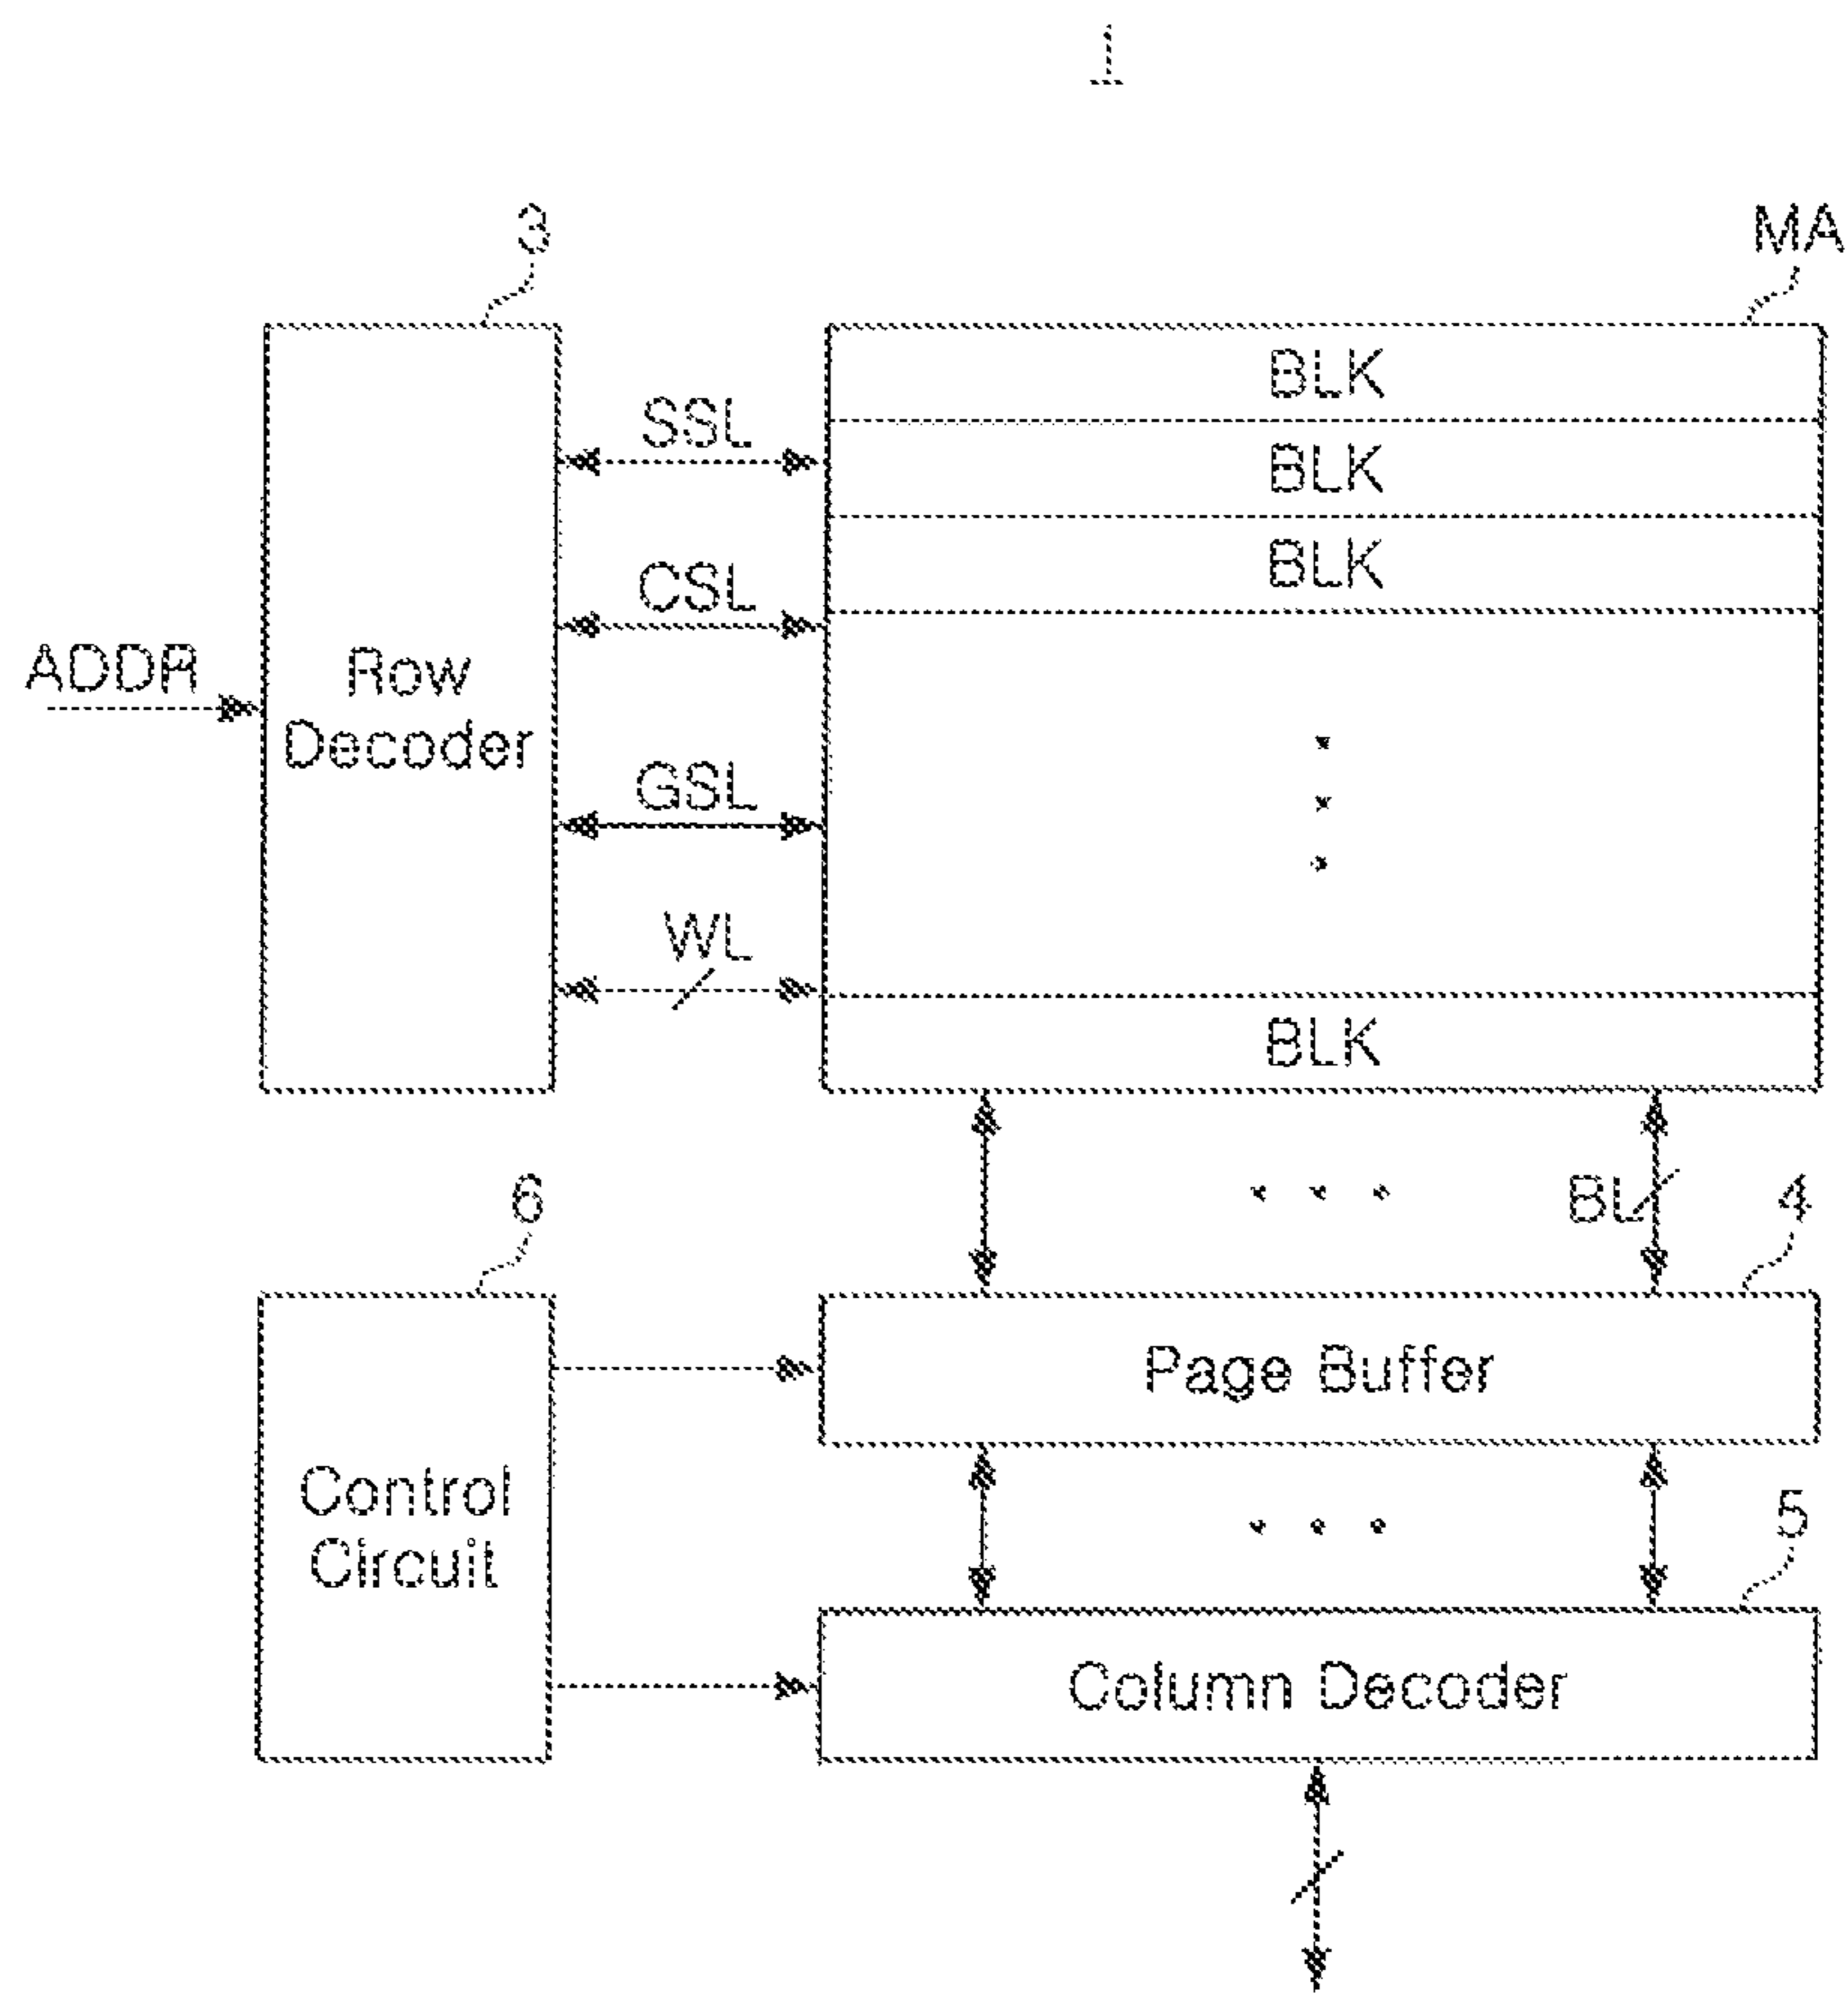 1
3
MA
BLK
SSL
BLK
BLK
CSL
ADDR
Row
Decoder
GSL
WL
BLK
BL
6
4
Page Buffer
Control
Circuit
5
Column Decoder